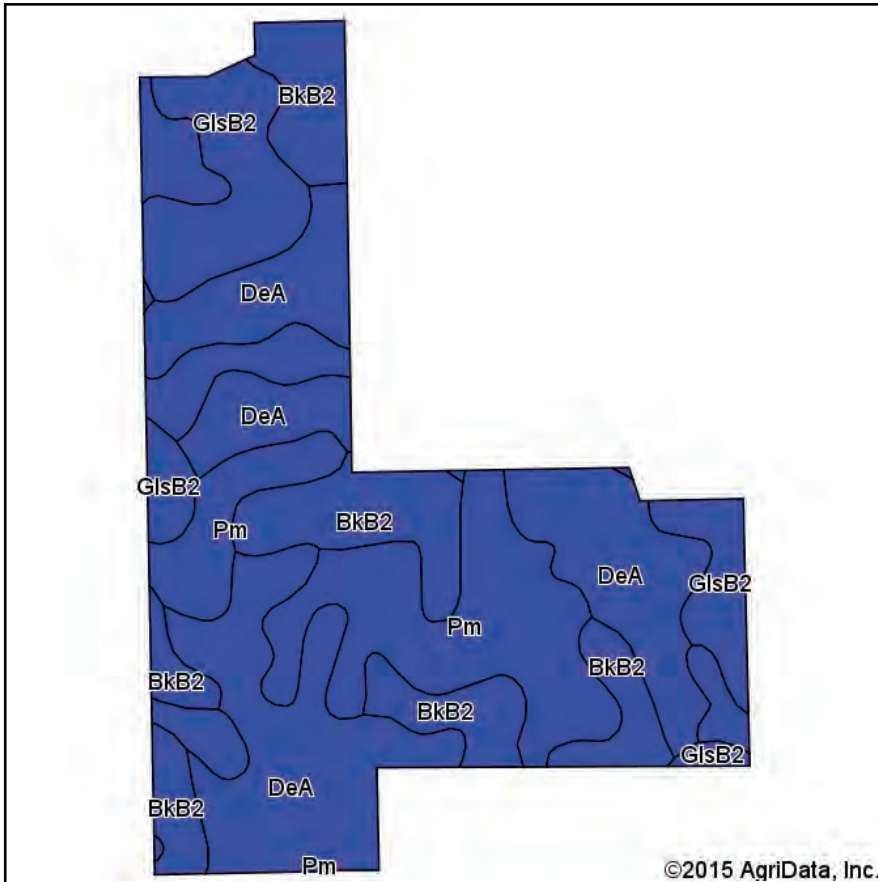 BkB2
GlsB2
DeA
DeA
GlsB2
BkB2
Pm
DeA
GlsB2
Pm
BkB2
BkB2
BkB2
GlsB2
DeA
BkB2
Pm
©2015 AgriData, Inc.